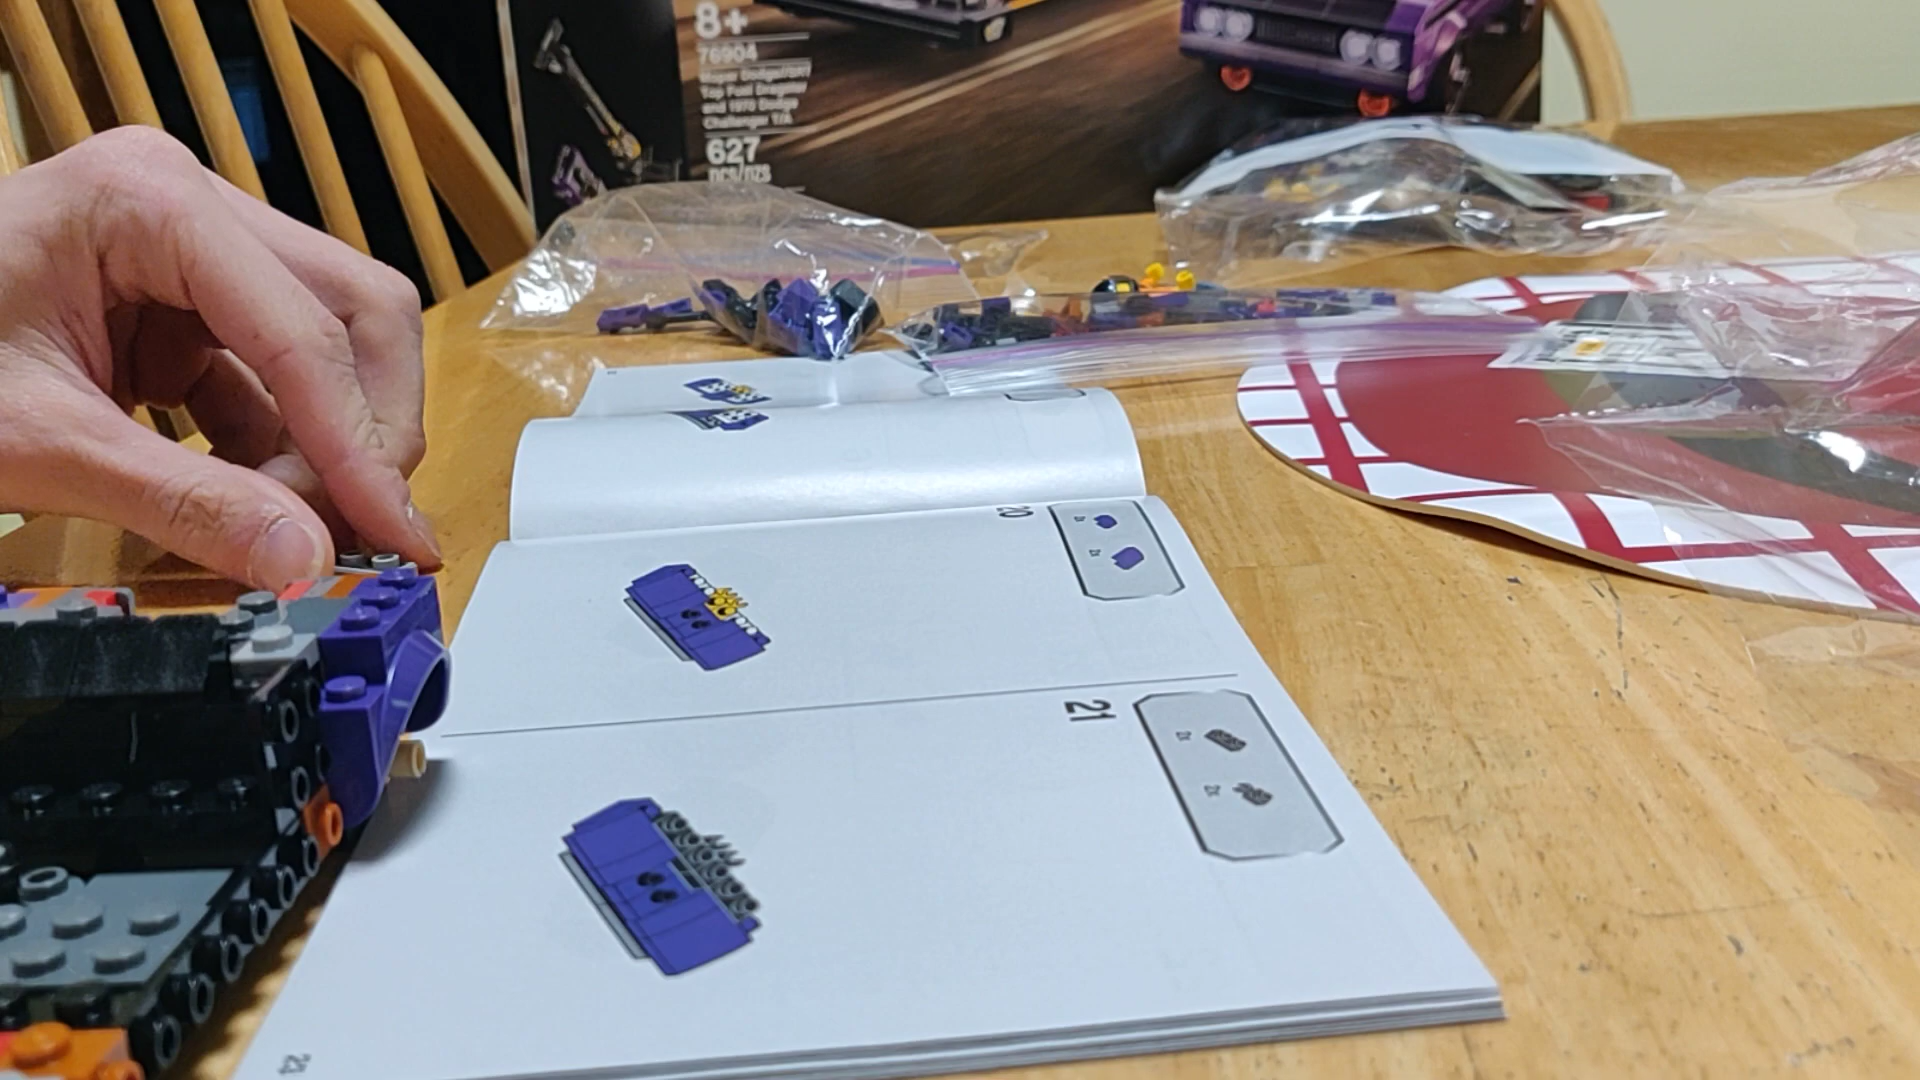 8+
76904
Mopar Dodge//SRT
Top Fuel Dragster
and 1970 Dodge
Challenger T/A
627
pcs/pzs
20
2x
2x
21
2x
2x